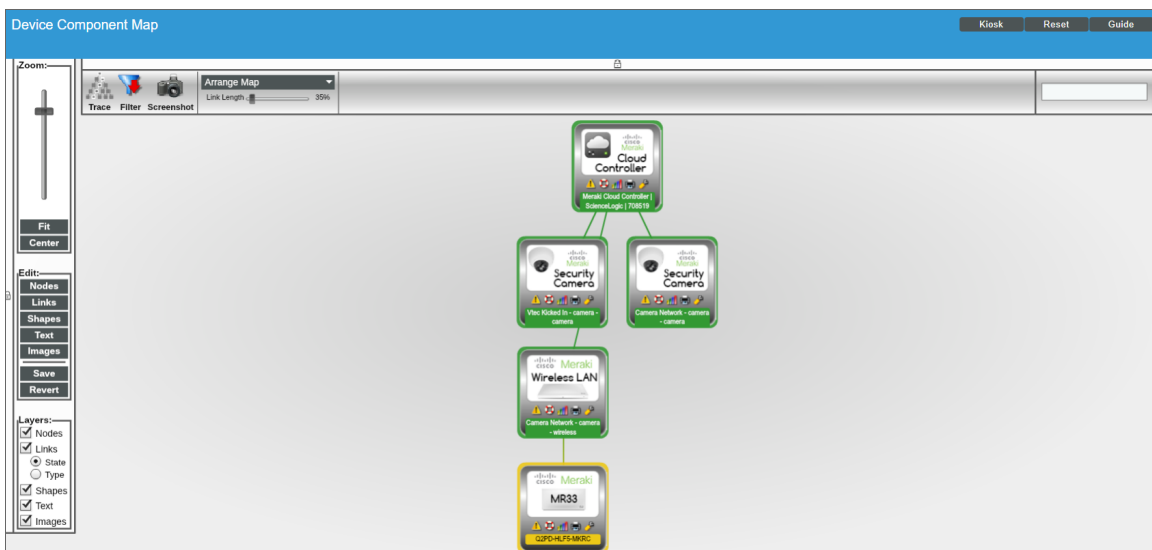 Device Component Map
Kiosk
Reset
Guide
Zoom:
Fit
Center
Edit:
Nodes
Links
Shapes
Text
Images
Save
Revert
Layers:
Nodes
Links
State
Type
Shapes
Text
Images
Trace
Filter
Screenshot
Arrange Map
Link Length
35%
cisco
Meraki
Cloud
Controller
Meraki Cloud Controller |
ScienceLogic | 708519
cisco
Meraki
Security
Camera
Vtec Kicked In - camera -
camera
cisco
Meraki
Security
Camera
Camera Network - camera
- camera
cisco Meraki
Wireless LAN
Camera Network - camera
- wireless
cisco Meraki
MR33
Q2PD-HLF5-MKRC